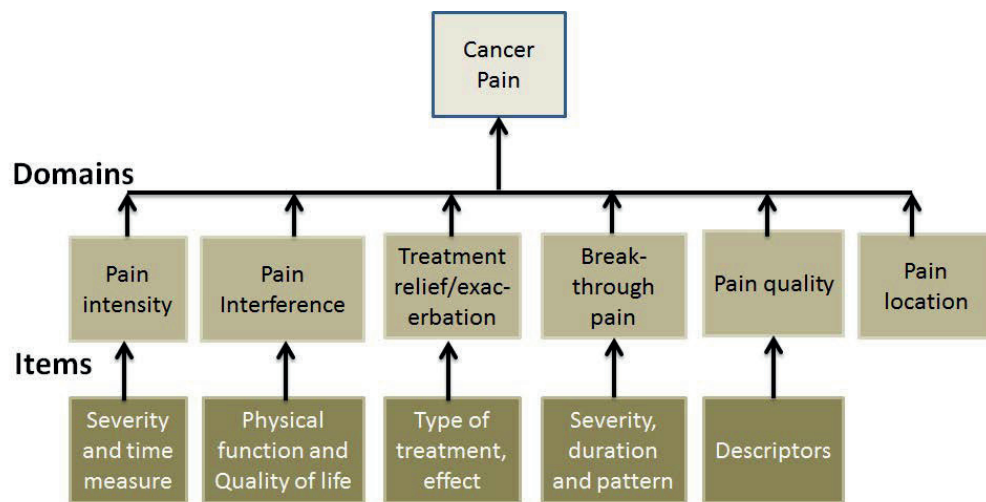 Cancer
Pain
Domains
Pain
intensity
Pain
Interference
Treatment
relief/exac-
erbation
Break-
through
pain
Pain quality
Pain
location
Items
Severity
and time
measure
Physical
function and
Quality of life
Type of
treatment,
effect
Severity,
duration
and pattern
Descriptors